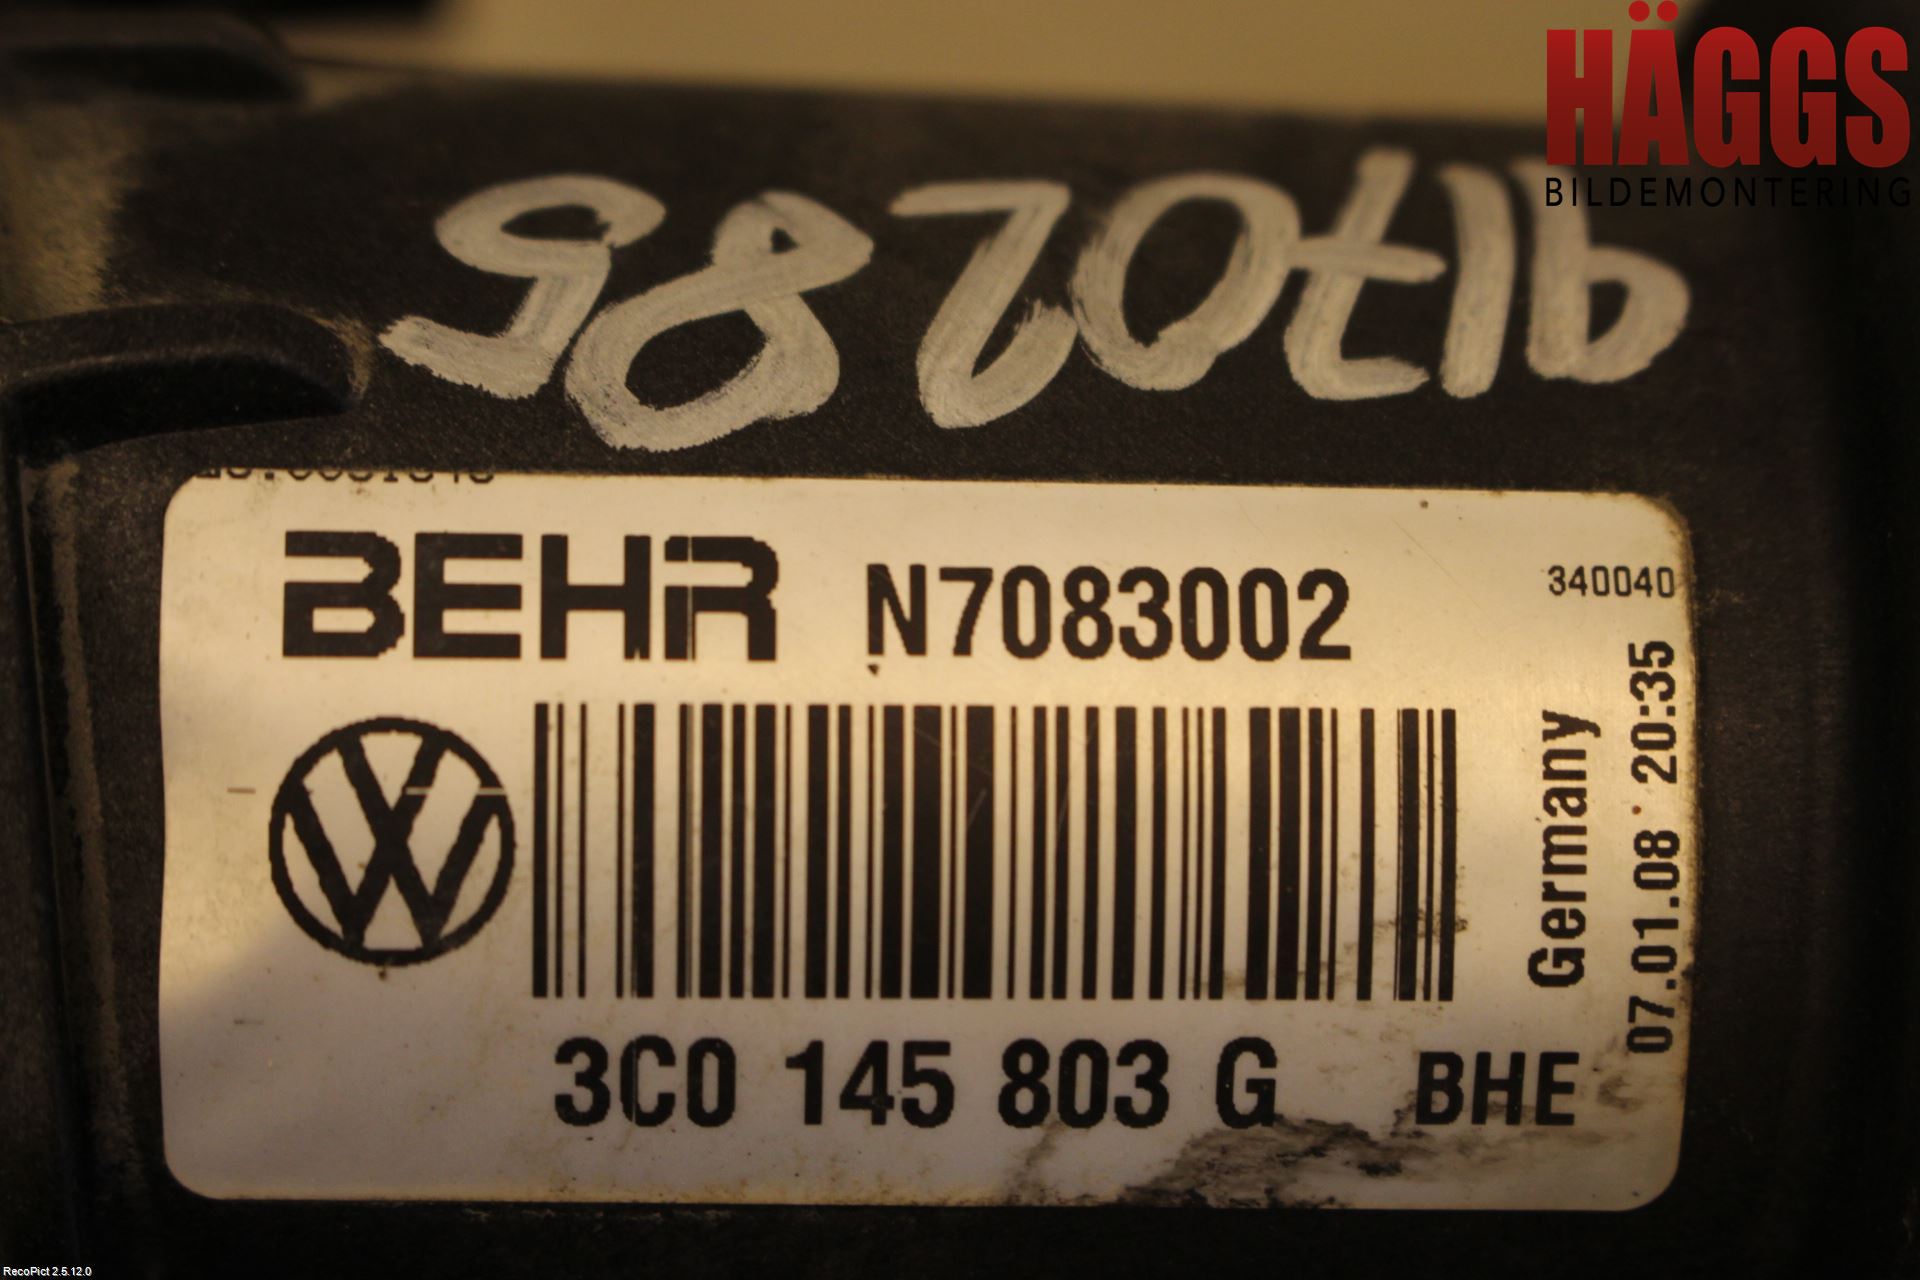 HÄGGS
BILDEMONTERING
BEHR N7083002
340040
3C0 145 803 G BHE
Germany
07.01.08 20:35
RecoPict 2.5.12.0